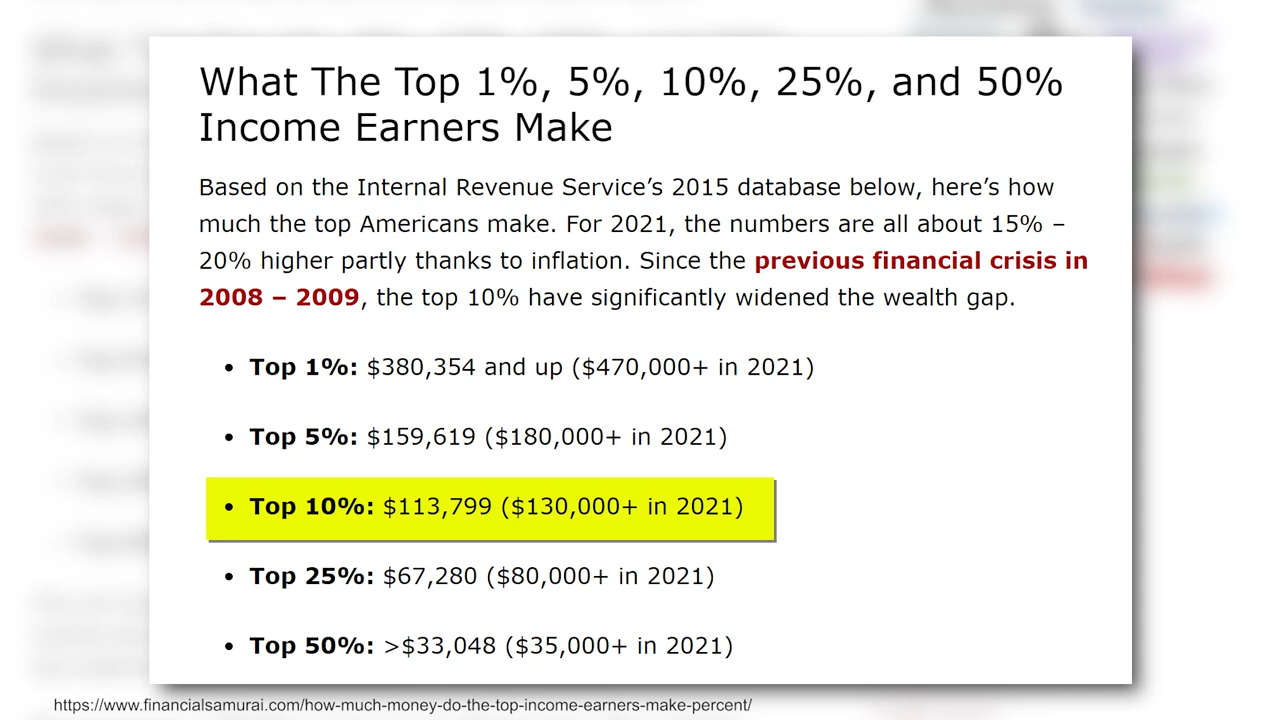 What The Top 1%, 5%, 10%, 25%, and 50%
Income Earners Make
Based on the Internal Revenue Service’s 2015 database below, here’s how
much the top Americans make. For 2021, the numbers are all about 15% –
20% higher partly thanks to inflation. Since the previous financial crisis in
2008 – 2009, the top 10% have significantly widened the wealth gap.
• Top 1%: $380,354 and up ($470,000+ in 2021)
• Top 5%: $159,619 ($180,000+ in 2021)
• Top 10%: $113,799 ($130,000+ in 2021)
• Top 25%: $67,280 ($80,000+ in 2021)
• Top 50%: >$33,048 ($35,000+ in 2021)
https://www.financialsamurai.com/how-much-money-do-the-top-income-earners-make-percent/